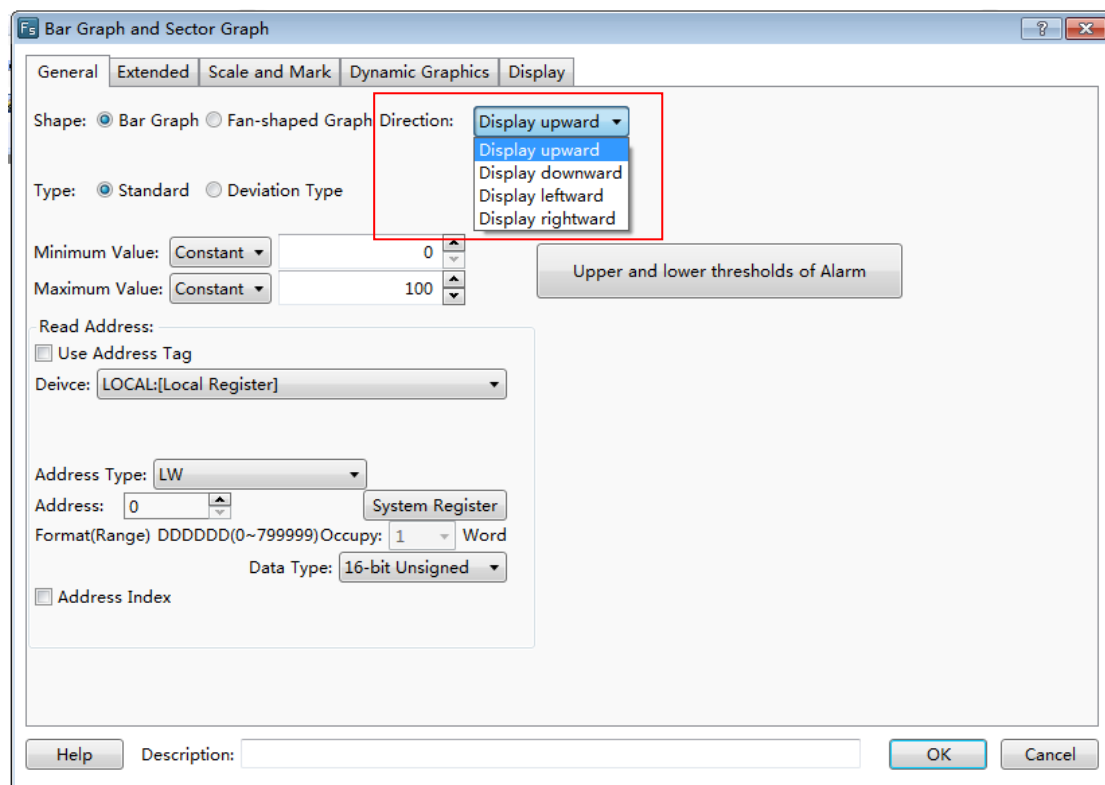 Fs Bar Graph and Sector Graph ?
General Extended Scale and Mark Dynamic Graphics Display
Shape: Bar Graph Fan-shaped Graph Direction: Display upward
Display upward
Display downward
Type: Standard Deviation Type
Display leftward
Display rightward
Minimum Value: Constant 0
Upper and lower thresholds of Alarm
Maximum Value: Constant 100
Read Address:
Use Address Tag
Deivce: LOCAL:[Local Register]
Address Type: LW
Address: 0 System Register
Format(Range) DDDDDD(0~799999) Occupy: 1 Word
Data Type: 16-bit Unsigned
Address Index
Help Description: OK Cancel